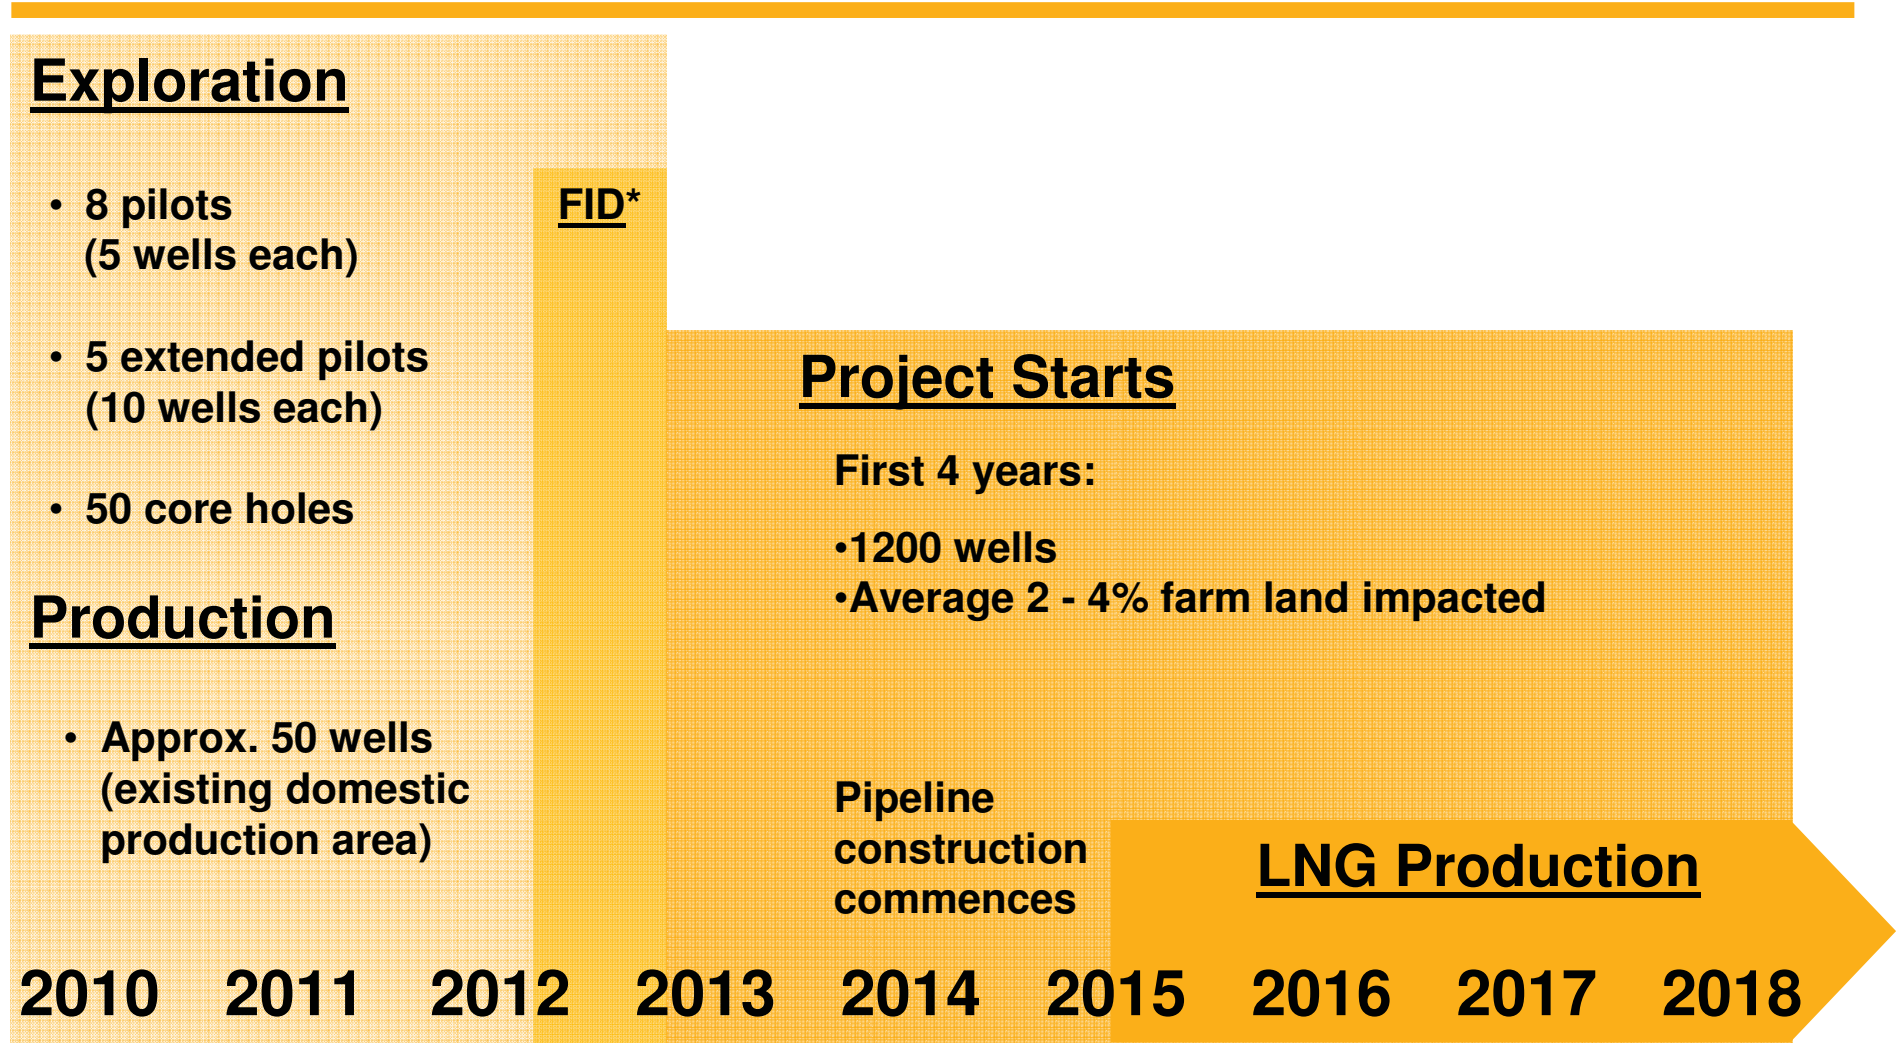 Exploration
• 8 pilots
(5 wells each)
• 5 extended pilots
(10 wells each)
• 50 core holes
Production
• Approx. 50 wells
(existing domestic
production area)
FID*
Project Starts
First 4 years:
•1200 wells
•Average 2 - 4% farm land impacted
Pipeline
construction
commences
LNG Production
2010 2011 2012 2013 2014 2015 2016 2017 2018